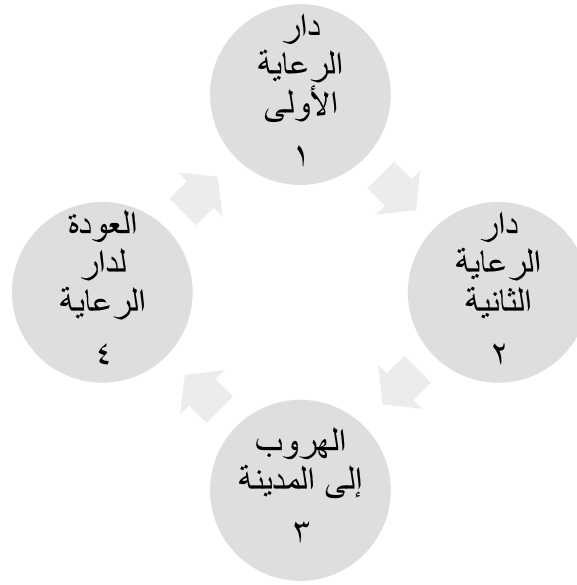 دار
الرعاية
الأولى
١
دار
الرعاية
الثانية
٢
الهروب
إلى المدينة
٣
العودة
لدار
الرعاية
٤